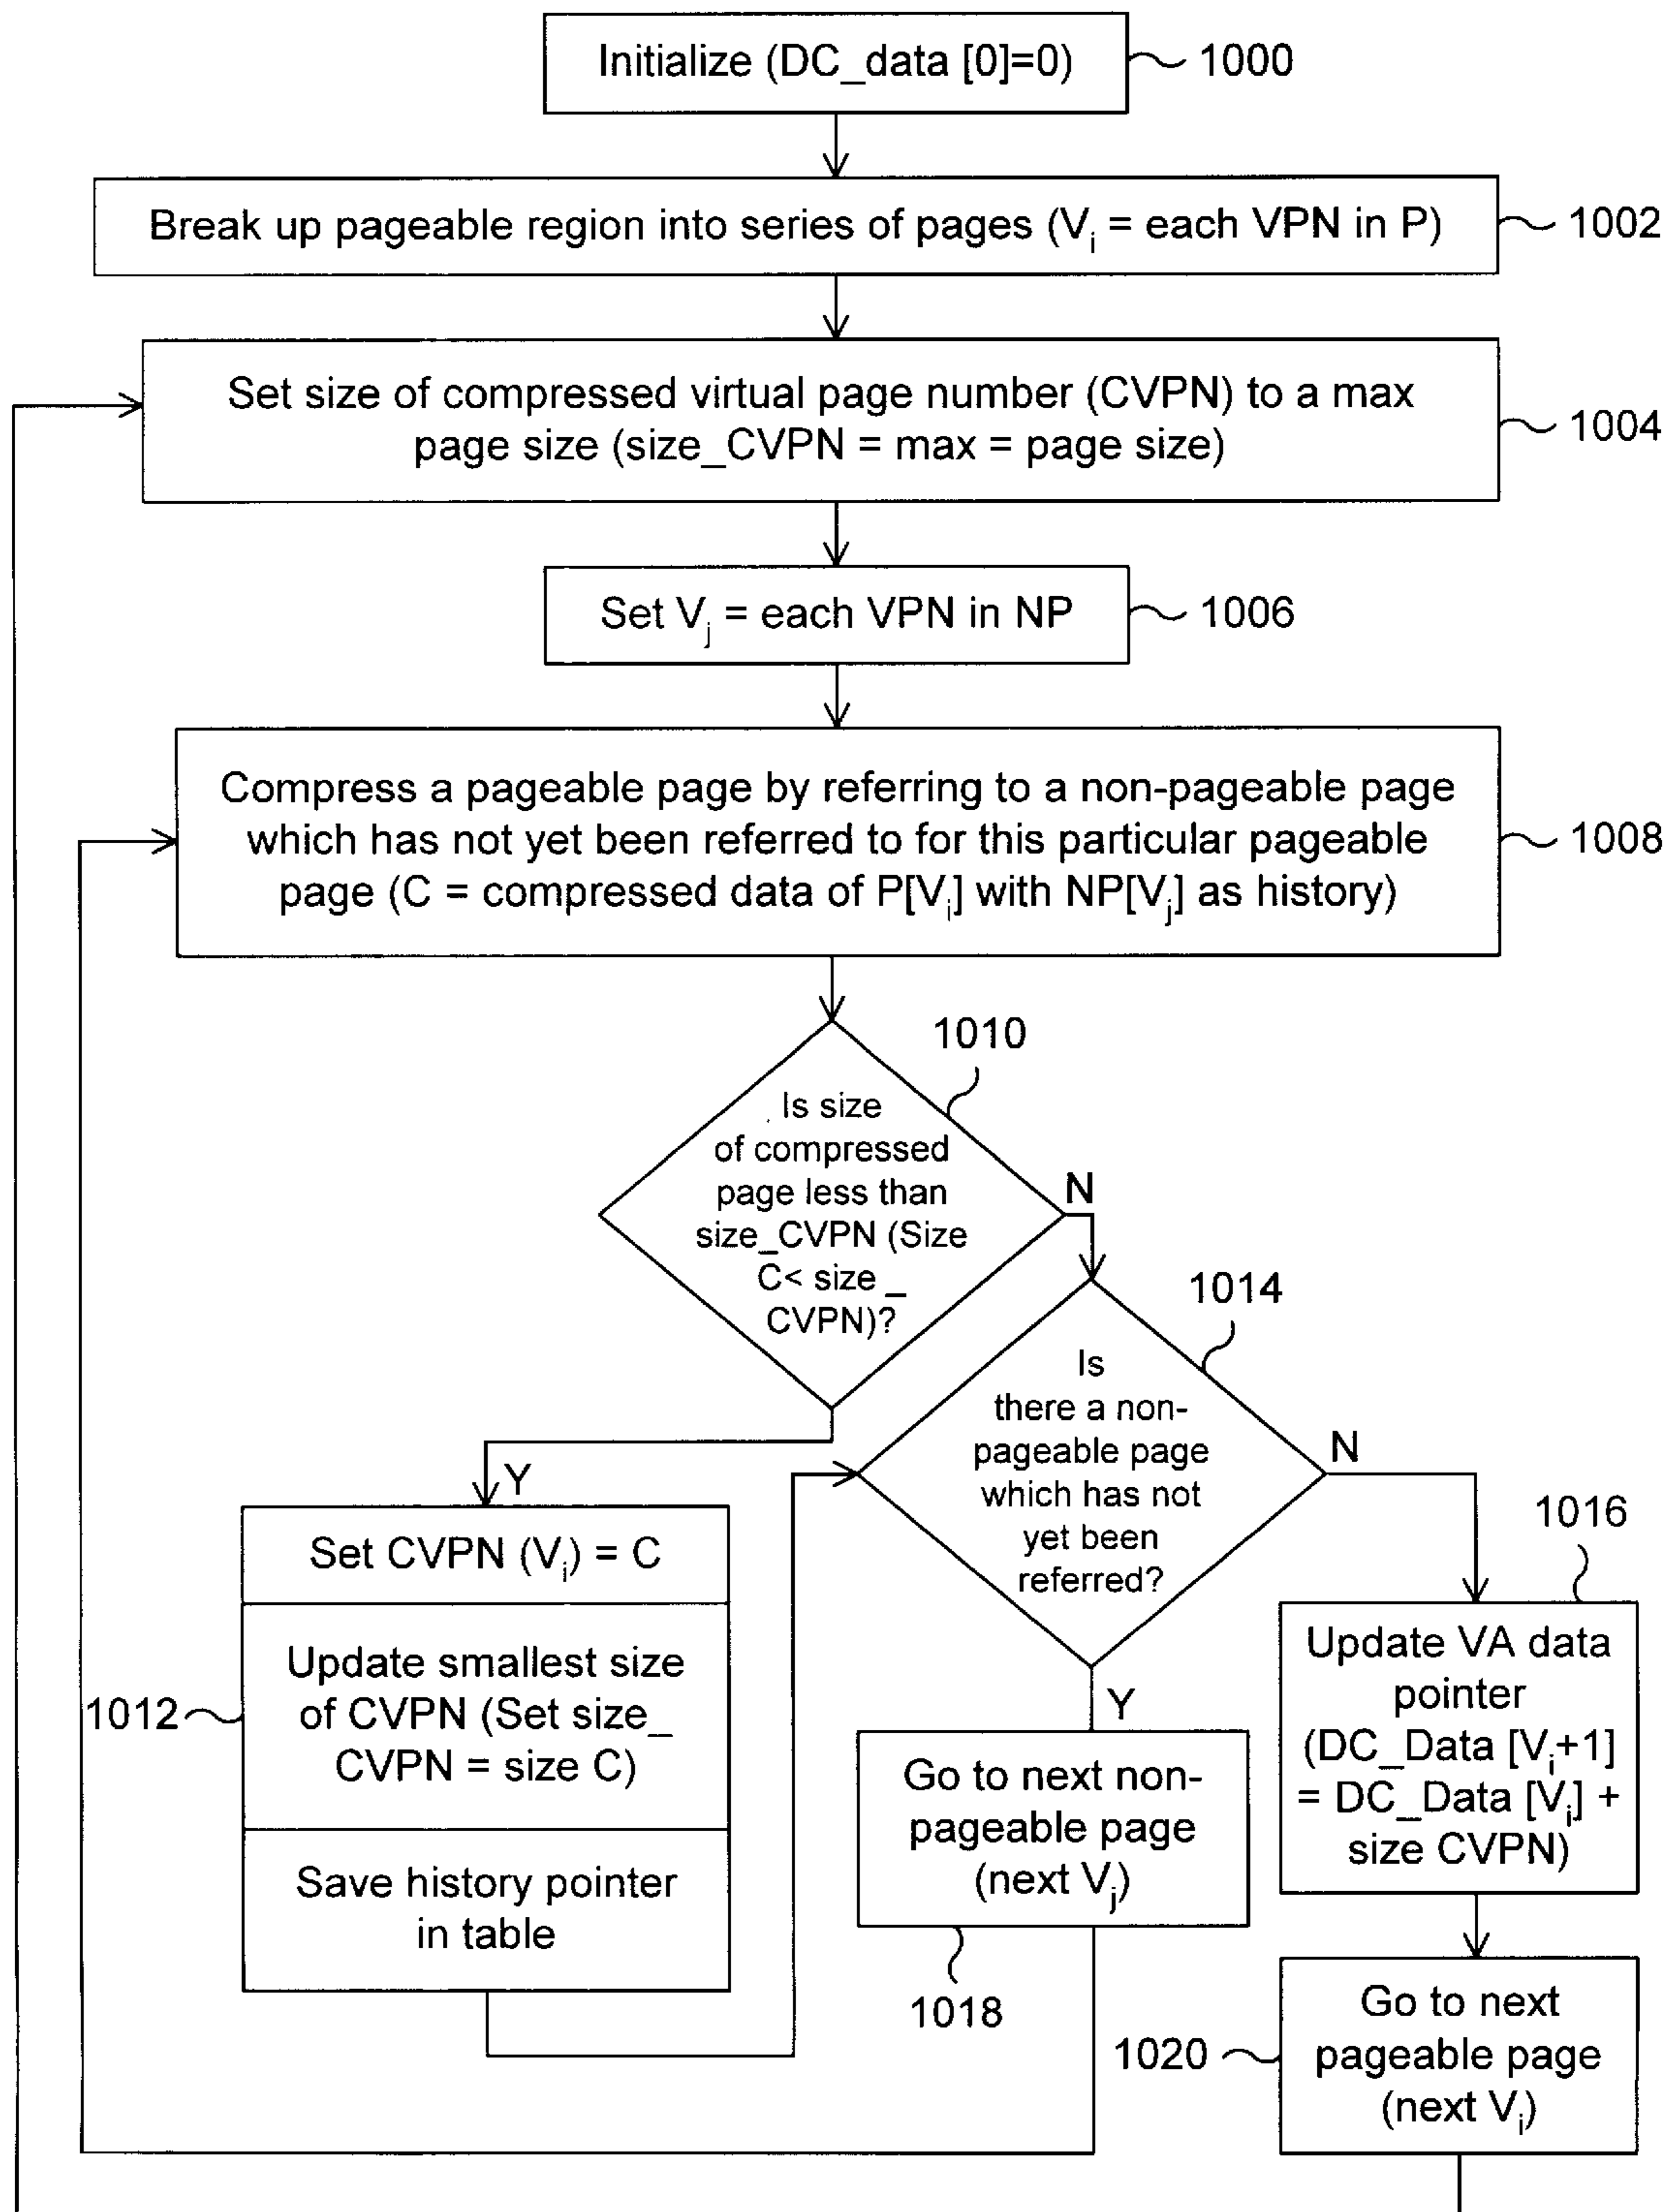 Initialize (DC_data [0]=0)
1000
Break up pageable region into series of pages (Vi = each VPN in P)
1002
Set size of compressed virtual page number (CVPN) to a max
page size (size_CVPN = max = page size)
1004
Set Vj = each VPN in NP
1006
Compress a pageable page by referring to a non-pageable page
which has not yet been referred to for this particular pageable
page (C = compressed data of P[Vi] with NP[Vj] as history)
1008
1010
Is size
of compressed
page less than
size_CVPN (Size
C< size _
CVPN)?
N
Y
1014
Is
there a non-
pageable page
which has not
yet been
referred?
N
Y
Set CVPN (Vi) = C
Update smallest size
of CVPN (Set size_
CVPN = size C)
Save history pointer
in table
1012
Go to next non-
pageable page
(next Vj)
1018
1016
Update VA data
pointer
(DC_Data [Vi+1]
= DC_Data [Vi] +
size CVPN)
Go to next
pageable page
(next Vi)
1020